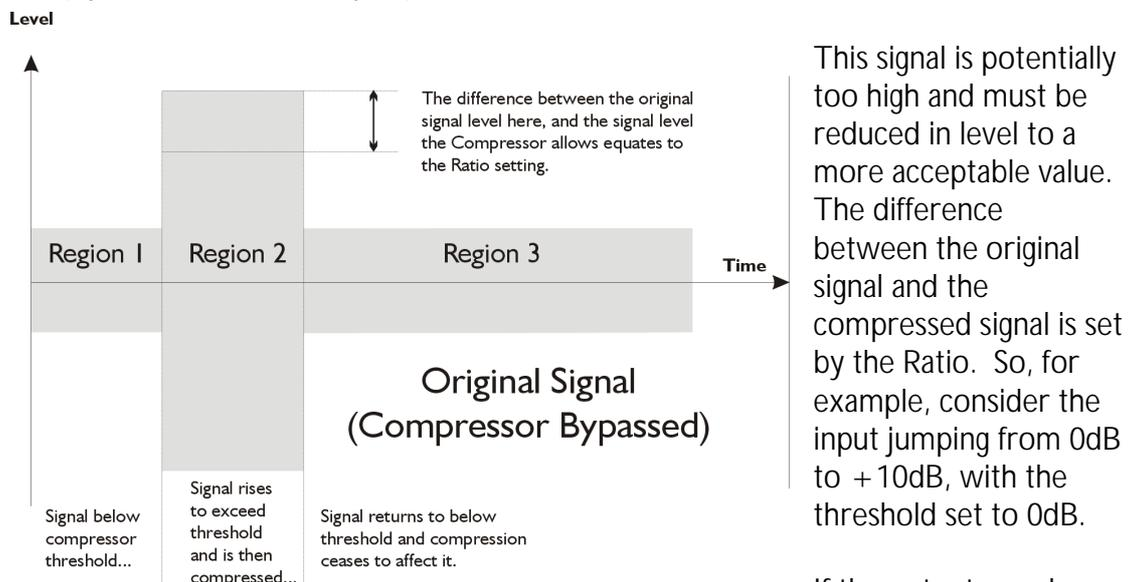 Level
The difference between the original
signal level here, and the signal level
the Compressor allows equates to
the Ratio setting.
Region 1
Region 2
Region 3
Time
Original Signal
(Compressor Bypassed)
Signal below
compressor
threshold...
Signal rises
to exceed
threshold
and is then
compressed...
Signal returns to below
threshold and compression
ceases to affect it.
This signal is potentially
too high and must be
reduced in level to a
more acceptable value.
The difference
between the original
signal and the
compressed signal is set
by the Ratio.  So, for
example, consider the
input jumping from 0dB
to +10dB, with the
threshold set to 0dB.